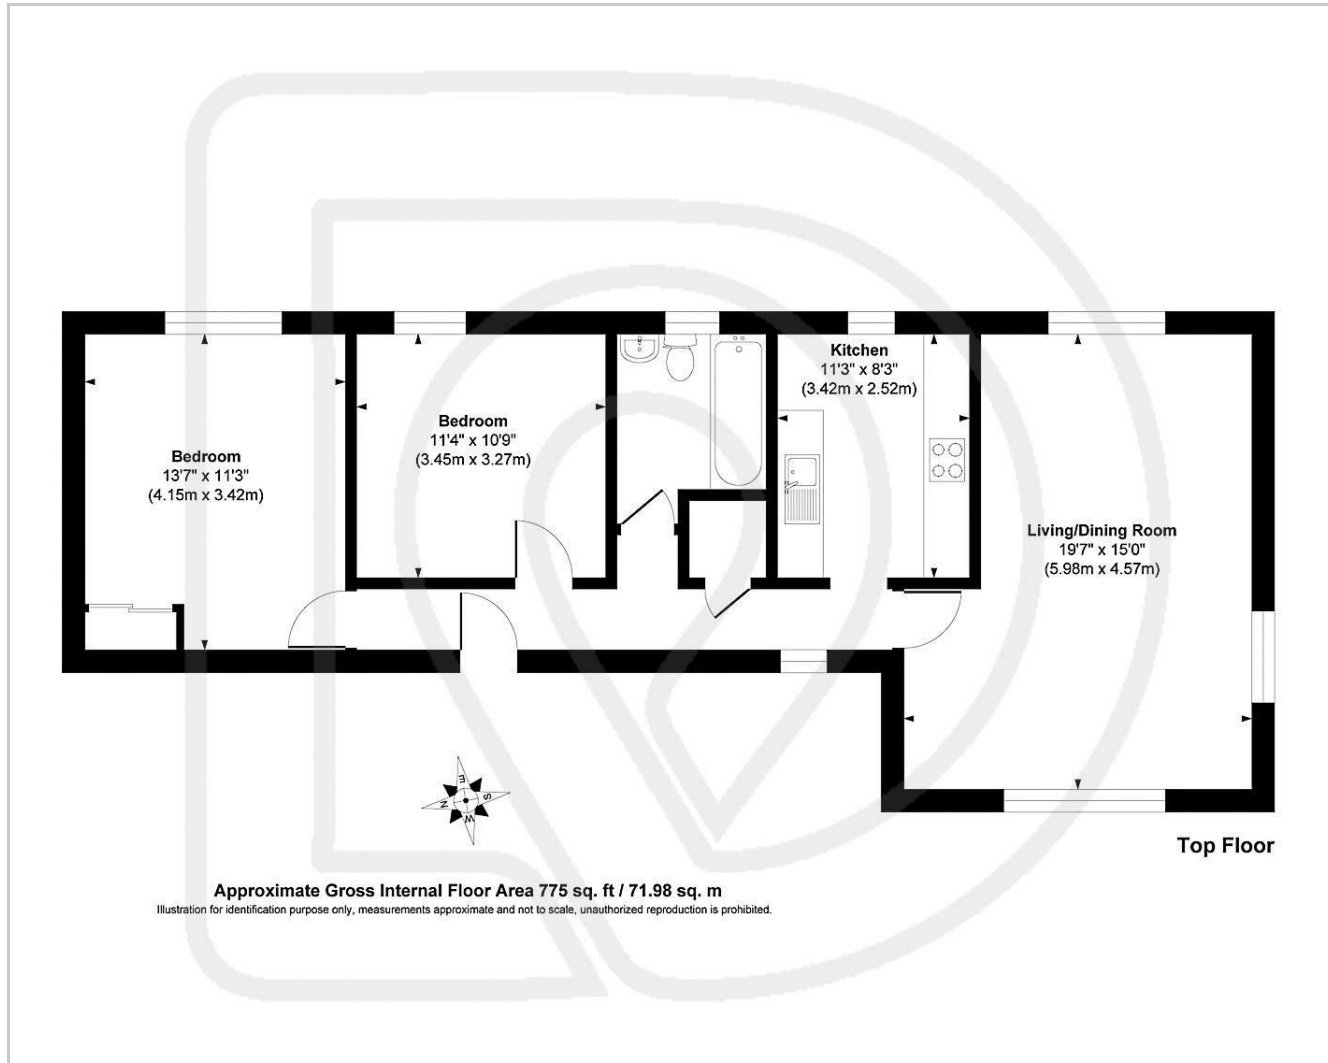 Kitchen
11'3" x 8'3"
(3.42m x 2.52m)
Bedroom
11'4" x 10'9"
(3.45m x 3.27m)
Bedroom
13'7" x 11'3"
(4.15m x 3.42m)
Living/Dining Room
19'7" x 15'0"
(5.98m x 4.57m)
E
N
S
W
Top Floor
Approximate Gross Internal Floor Area 775 sq. ft / 71.98 sq. m
Illustration for identification purpose only, measurements approximate and not to scale, unauthorized reproduction is prohibited.